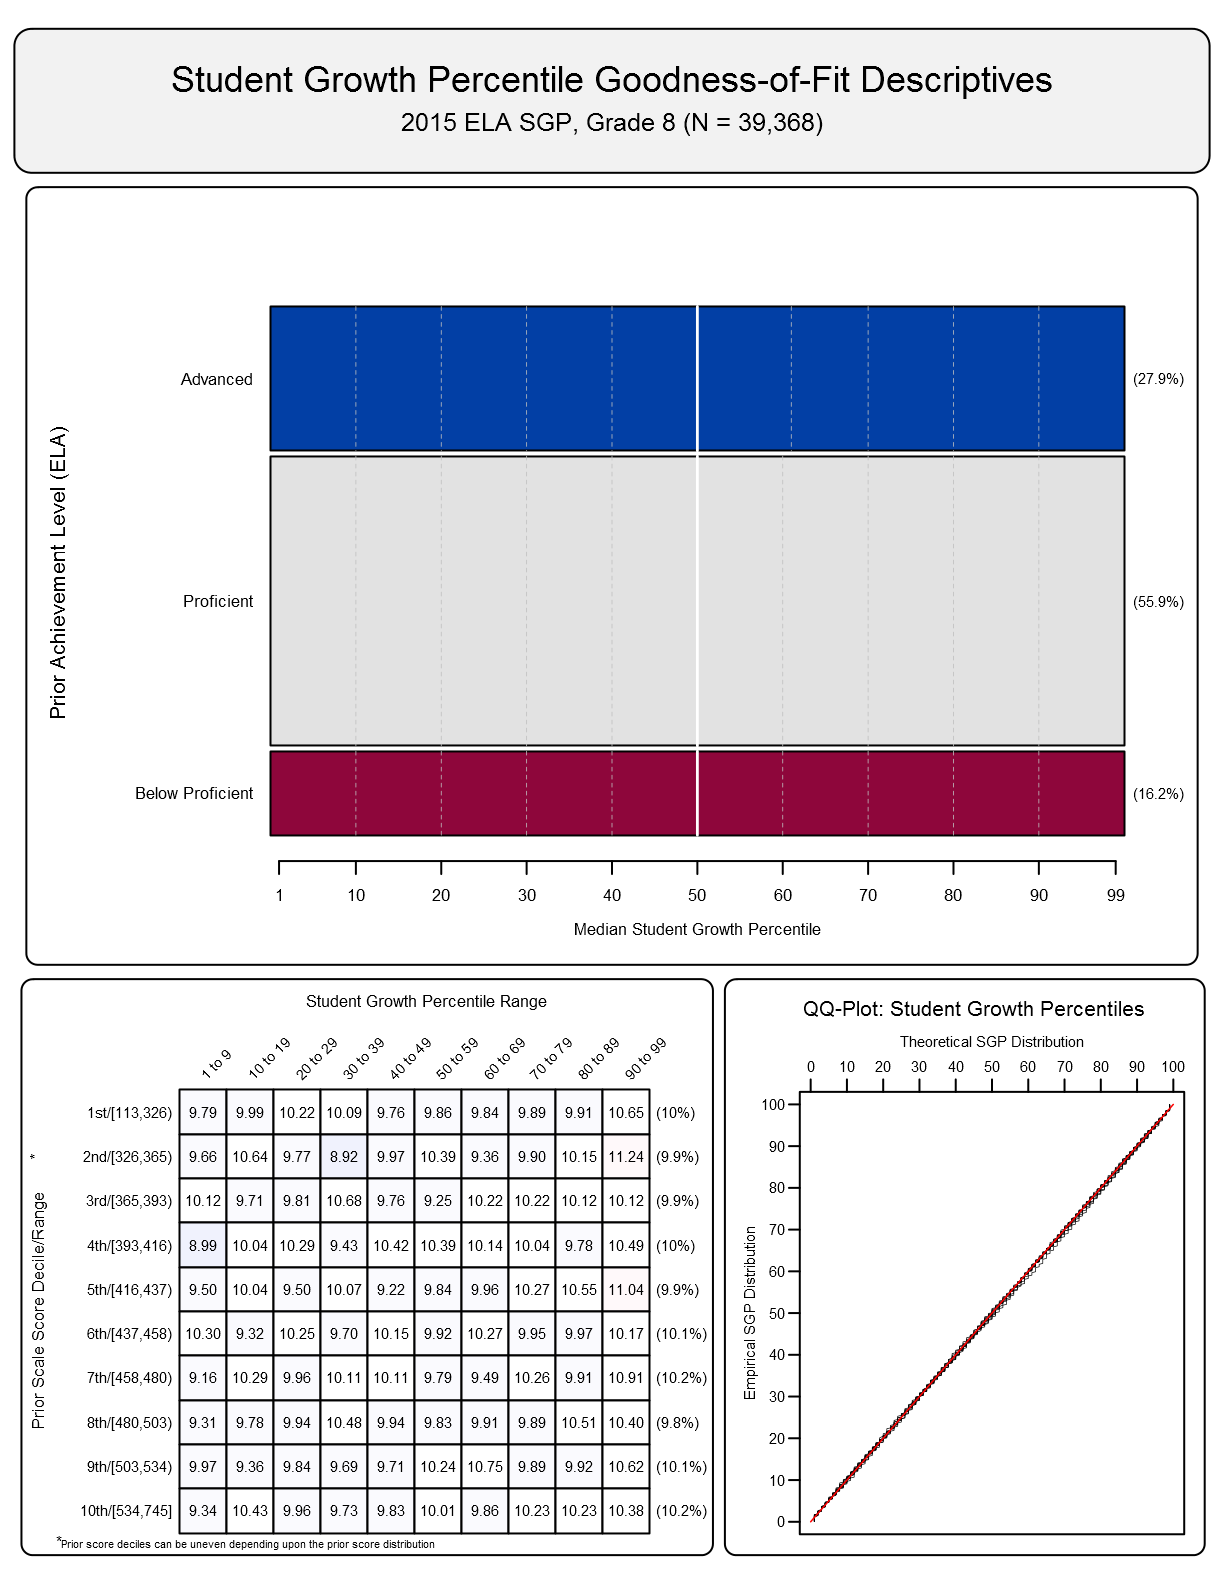 Student Growth Percentile Goodness-of-Fit Descriptives
2015 ELA SGP, Grade 8 (N = 39,368)
Prior Achievement Level (ELA)
Advanced (27.9%)
Proficient (55.9%)
Below Proficient (16.2%)
1 10 20 30 40 50 60 70 80 90 99
Median Student Growth Percentile
Student Growth Percentile Range
1 to 9 10 to 19 20 to 29 30 to 39 40 to 49 50 to 59 60 to 69 70 to 79 80 to 89 90 to 99
Prior Scale Score Decile/Range *
1st/[113,326) 9.79 9.99 10.22 10.09 9.76 9.86 9.84 9.89 9.91 10.65 (10%)
2nd/[326,365) 9.66 10.64 9.77 8.92 9.97 10.39 9.36 9.90 10.15 11.24 (9.9%)
3rd/[365,393) 10.12 9.71 9.81 10.68 9.76 9.25 10.22 10.22 10.12 10.12 (9.9%)
4th/[393,416) 8.99 10.04 10.29 9.43 10.42 10.39 10.14 10.04 9.78 10.49 (10%)
5th/[416,437) 9.50 10.04 9.50 10.07 9.22 9.84 9.96 10.27 10.55 11.04 (9.9%)
6th/[437,458) 10.30 9.32 10.25 9.70 10.15 9.92 10.27 9.95 9.97 10.17 (10.1%)
7th/[458,480) 9.16 10.29 9.96 10.11 10.11 9.79 9.49 10.26 9.91 10.91 (10.2%)
8th/[480,503) 9.31 9.78 9.94 10.48 9.94 9.83 9.91 9.89 10.51 10.40 (9.8%)
9th/[503,534) 9.97 9.36 9.84 9.69 9.71 10.24 10.75 9.89 9.92 10.62 (10.1%)
10th/[534,745] 9.34 10.43 9.96 9.73 9.83 10.01 9.86 10.23 10.23 10.38 (10.2%)
*Prior score deciles can be uneven depending upon the prior score distribution
QQ-Plot: Student Growth Percentiles
Theoretical SGP Distribution
0 10 20 30 40 50 60 70 80 90 100
Empirical SGP Distribution
100
90
80
70
60
50
40
30
20
10
0